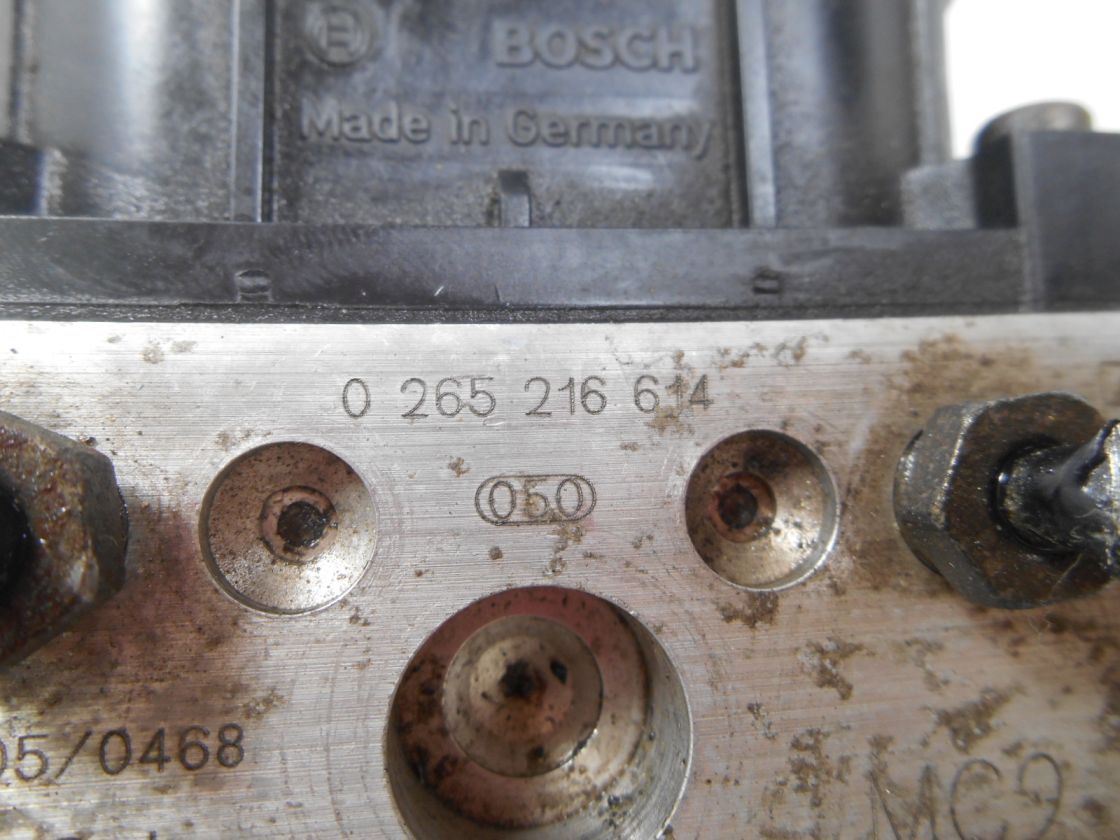 BOSCH
Made in Germany
0 265 216 614
050
05/0468
MC2